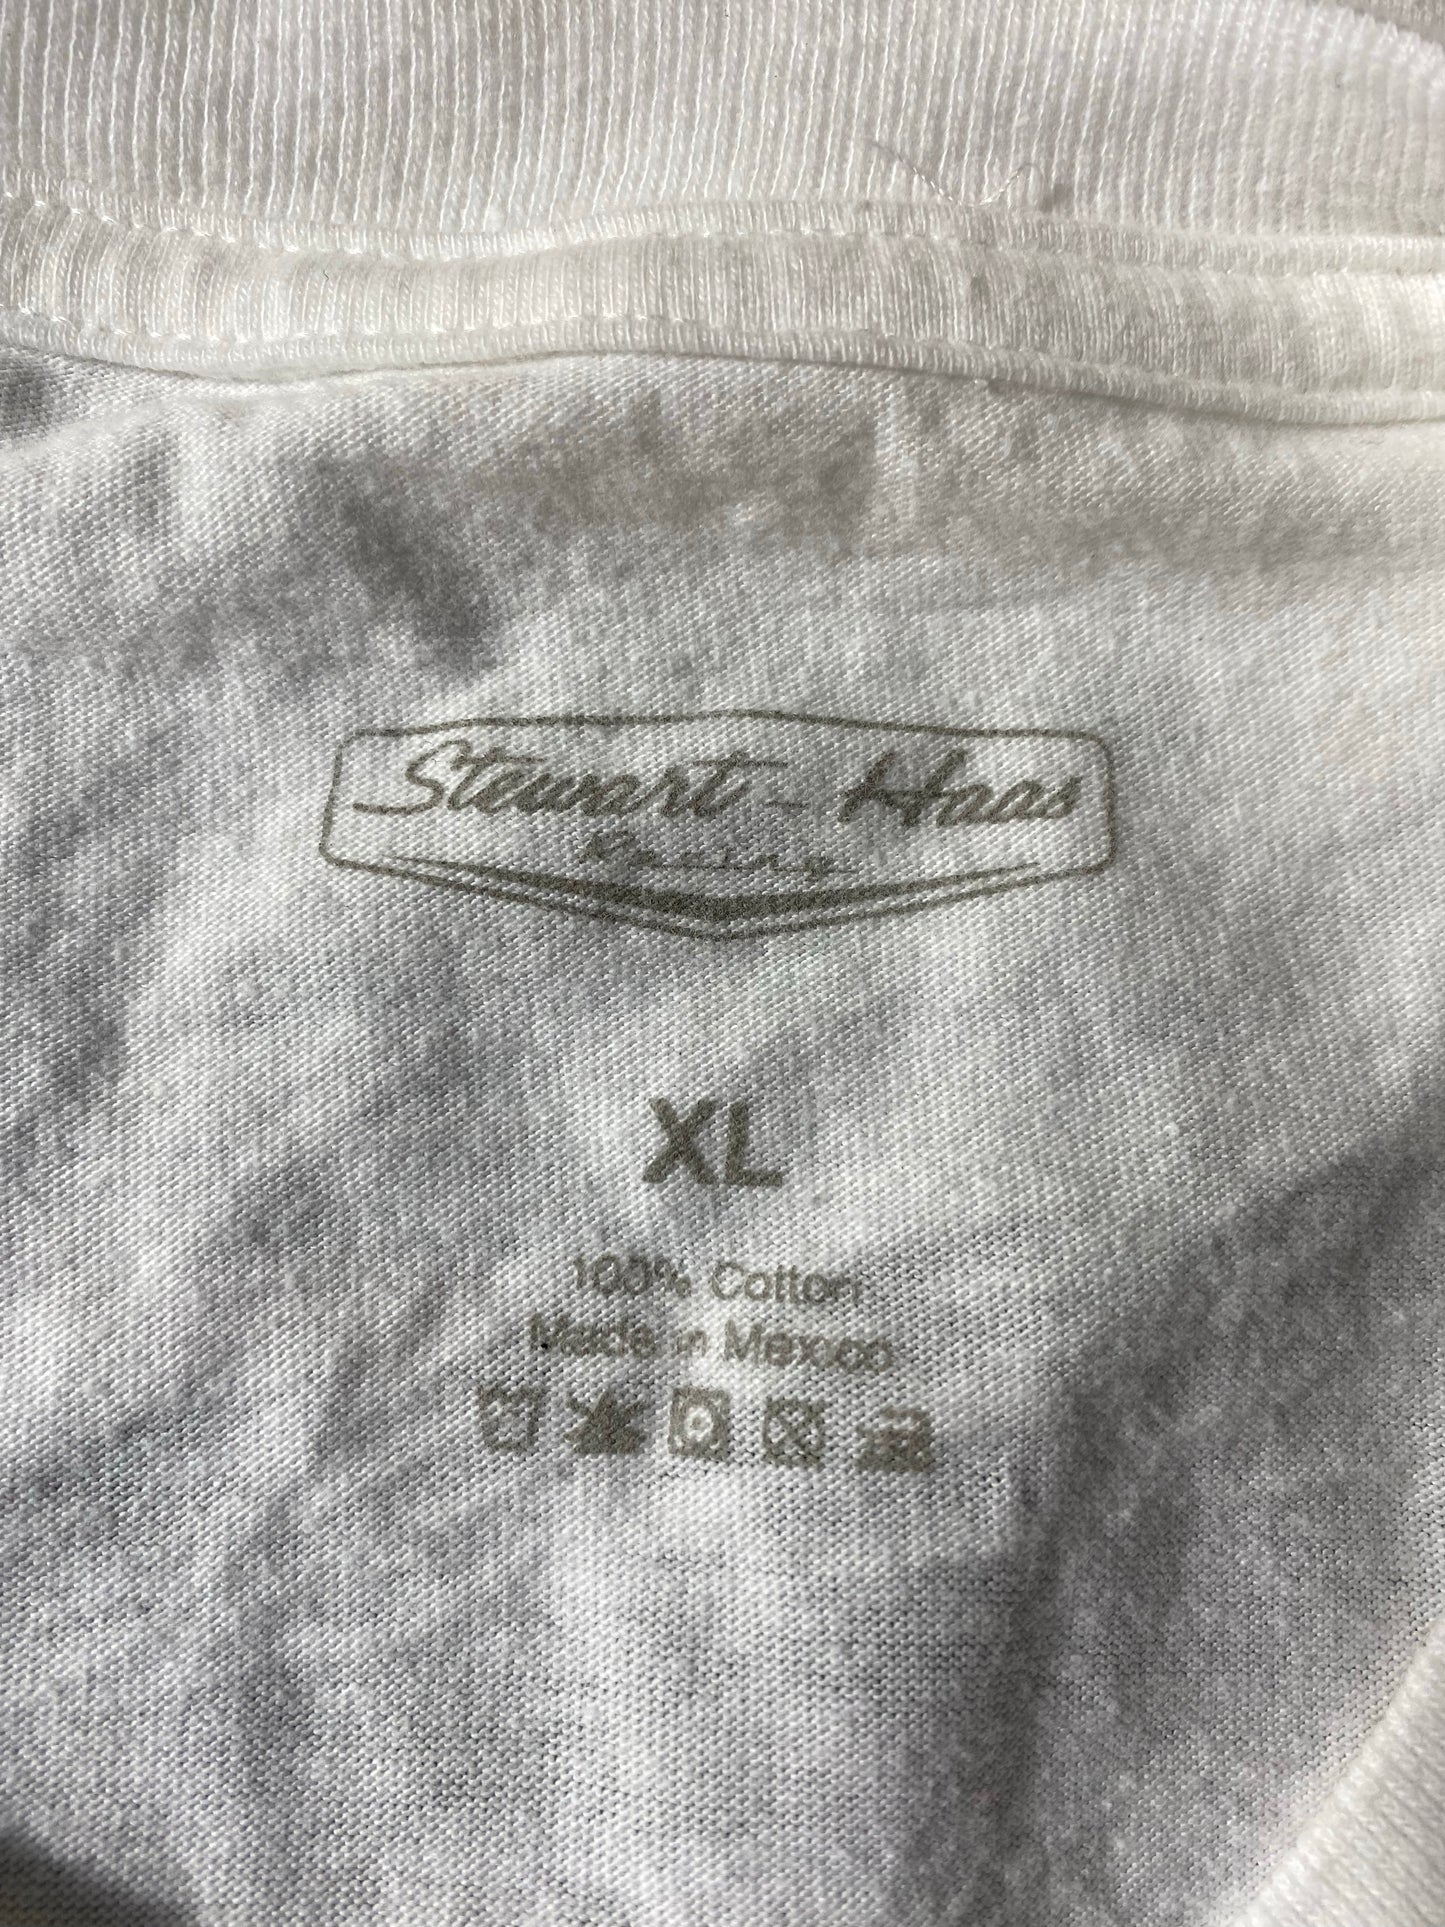 Stewart-Haas
Racing
XL
100% Cotton
Made in Mexico